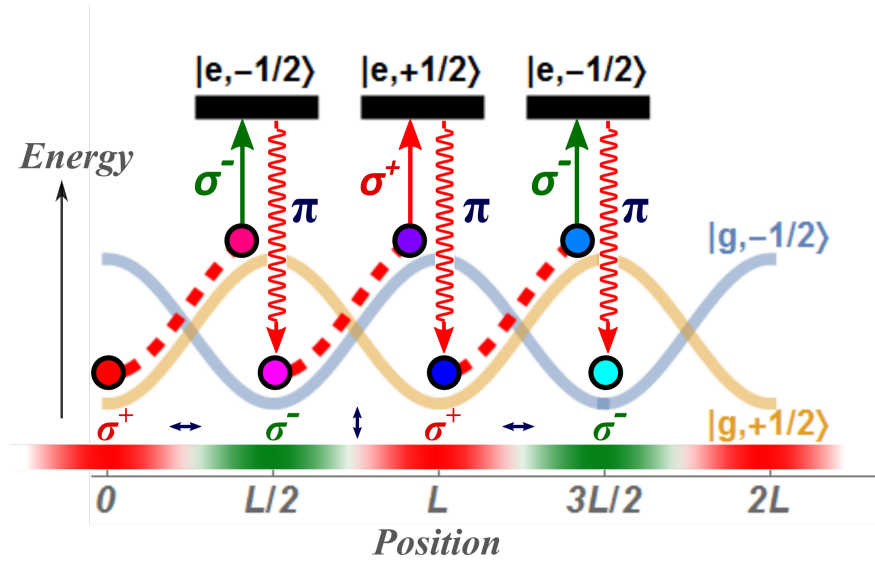 |e,−1/2⟩ |e,+1/2⟩ |e,−1/2⟩
Energy
σ⁻ σ⁺ σ⁻
π π π
|g,−1/2⟩
σ⁺ ↔ σ⁻ ↕ σ⁺ ↔ σ⁻ |g,+1/2⟩
0 L/2 L 3L/2 2L
Position